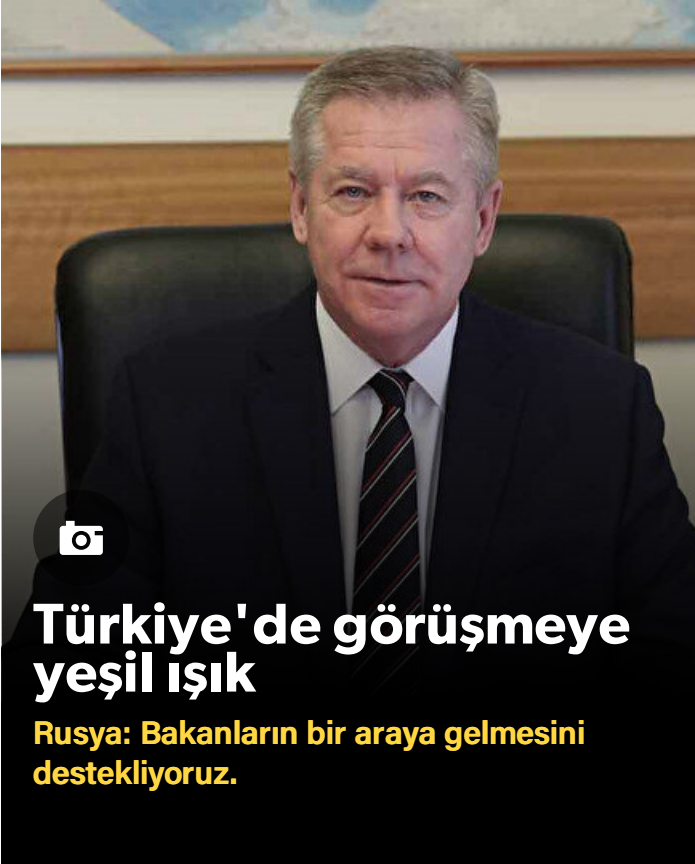 Türkiye'de görüşmeye
yeşil ışık
Rusya: Bakanların bir araya gelmesini
destekliyoruz.